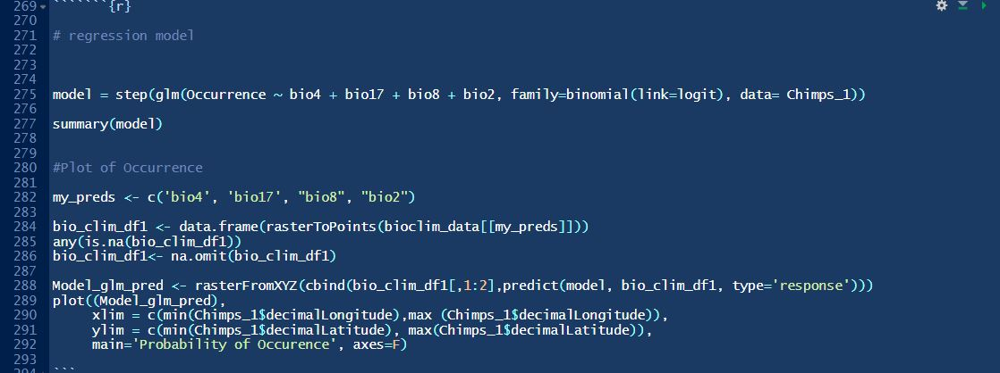 269 ```````{r}
270
271 # regression model
272
273
274
275 model = step(glm(Occurrence ~ bio4 + bio17 + bio8 + bio2, family=binomial(link=logit), data= Chimps_1))
276
277 summary(model)
278
279
280 #Plot of Occurrence
281
282 my_preds <- c('bio4', 'bio17', "bio8", "bio2")
283
284 bio_clim_df1 <- data.frame(rasterToPoints(bioclim_data[[my_preds]]))
285 any(is.na(bio_clim_df1))
286 bio_clim_df1<- na.omit(bio_clim_df1)
287
288 Model_glm_pred <- rasterFromXYZ(cbind(bio_clim_df1[,1:2],predict(model, bio_clim_df1, type='response')))
289 plot((Model_glm_pred),
290 xlim = c(min(Chimps_1$decimalLongitude),max (Chimps_1$decimalLongitude)),
291 ylim = c(min(Chimps_1$decimalLatitude), max(Chimps_1$decimalLatitude)),
292 main='Probability of Occurence', axes=F)
293
294 ```